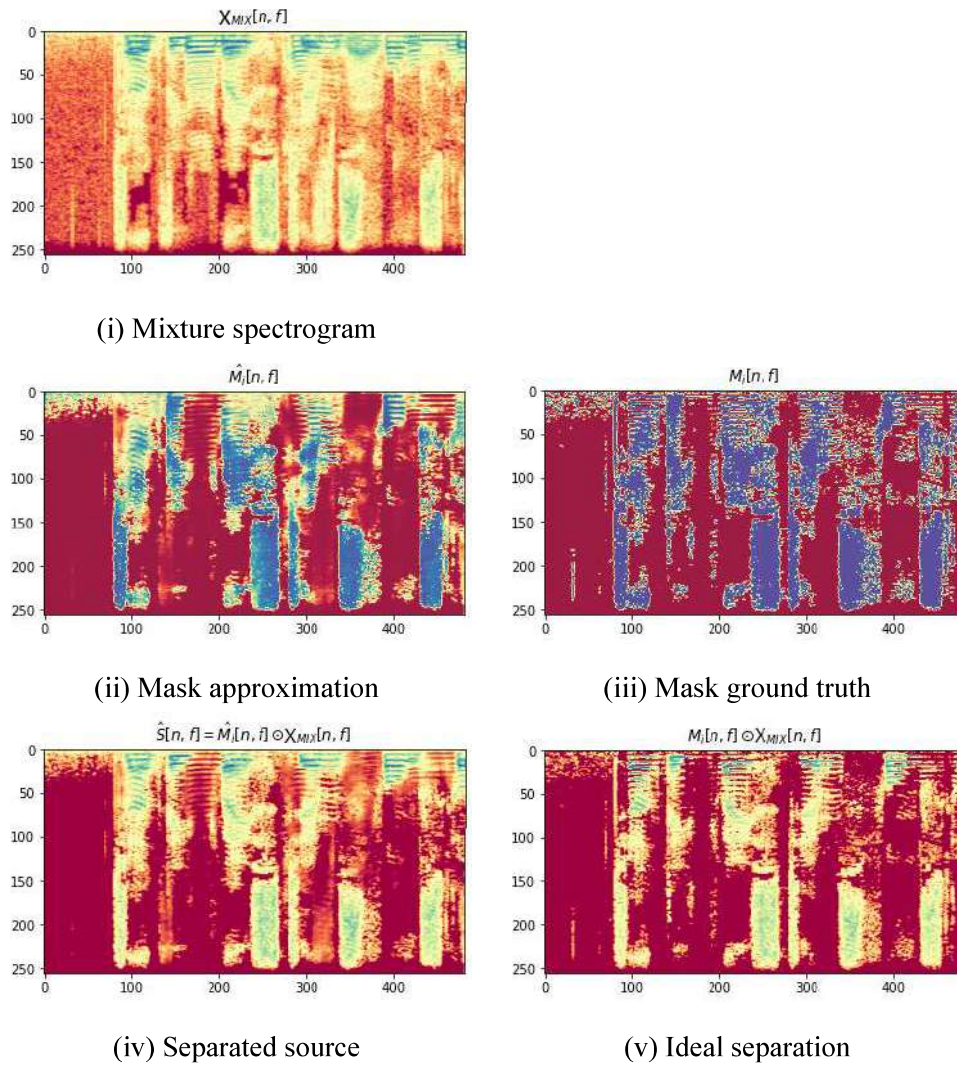 X_MIX[n, f]
0
50
100
150
200
250
0 100 200 300 400
(i) Mixture spectrogram
M̂_i[n, f]
M_i[n, f]
0
50
100
150
200
250
0 100 200 300 400
0
50
100
150
200
250
0 100 200 300 400
(ii) Mask approximation
(iii) Mask ground truth
Ŝ[n, f] = M̂_i[n, f] ⊙ X_MIX[n, f]
M_i[n, f] ⊙ X_MIX[n, f]
0
50
100
150
200
250
0 100 200 300 400
0
50
100
150
200
250
0 100 200 300 400
(iv) Separated source
(v) Ideal separation